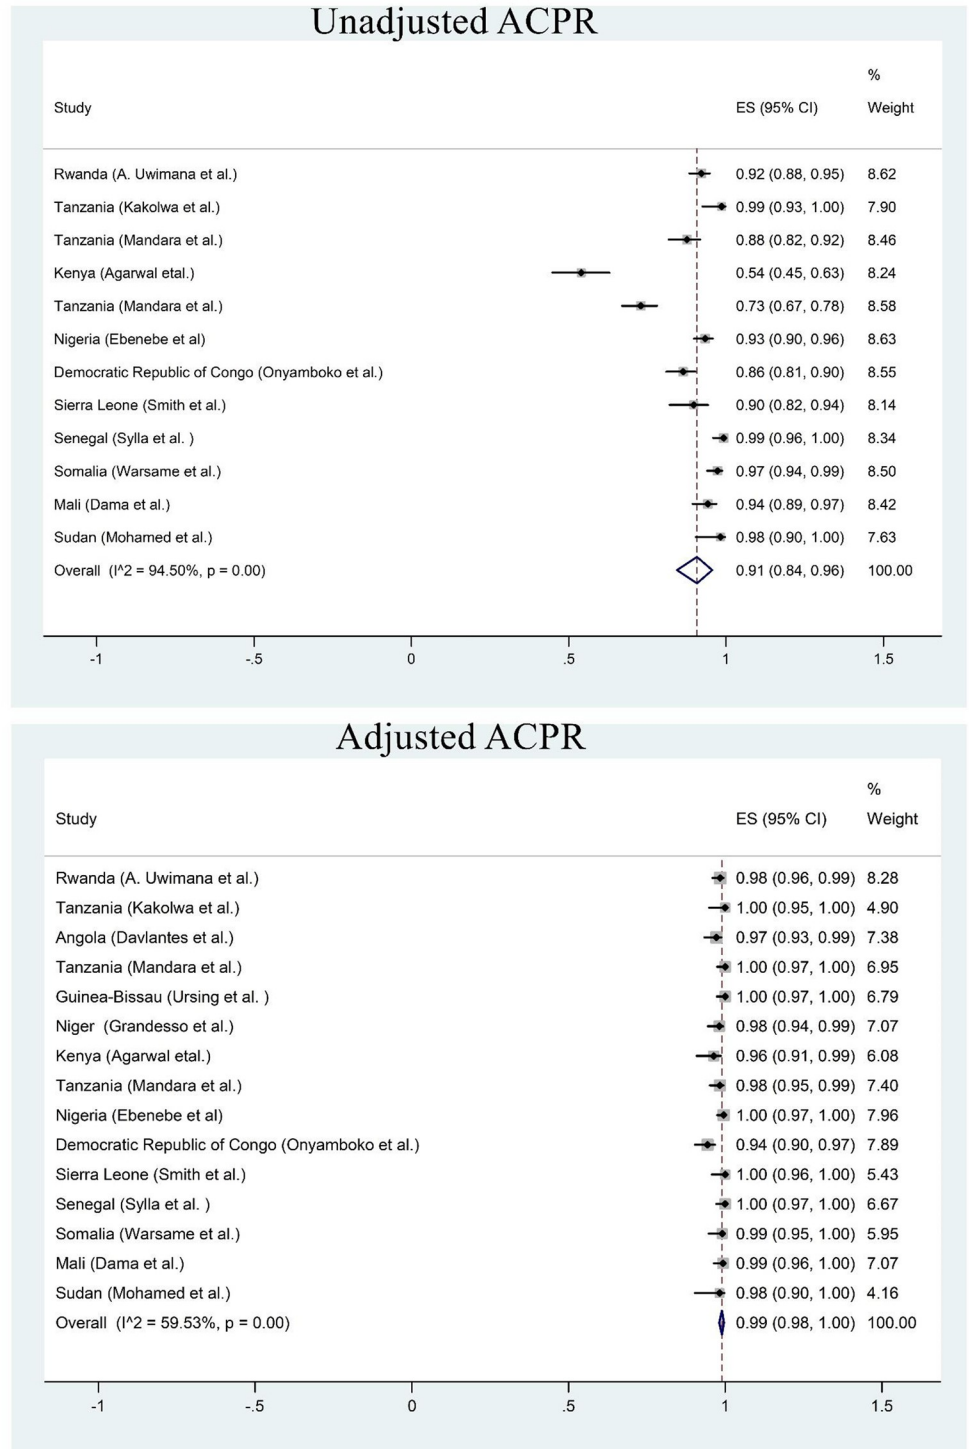 Unadjusted ACPR
%
Study ES (95% CI) Weight
Rwanda (A. Uwimana et al.) 0.92 (0.88, 0.95) 8.62
Tanzania (Kakolwa et al.) 0.99 (0.93, 1.00) 7.90
Tanzania (Mandara et al.) 0.88 (0.82, 0.92) 8.46
Kenya (Agarwal etal.) 0.54 (0.45, 0.63) 8.24
Tanzania (Mandara et al.) 0.73 (0.67, 0.78) 8.58
Nigeria (Ebenebe et al) 0.93 (0.90, 0.96) 8.63
Democratic Republic of Congo (Onyamboko et al.) 0.86 (0.81, 0.90) 8.55
Sierra Leone (Smith et al.) 0.90 (0.82, 0.94) 8.14
Senegal (Sylla et al. ) 0.99 (0.96, 1.00) 8.34
Somalia (Warsame et al.) 0.97 (0.94, 0.99) 8.50
Mali (Dama et al.) 0.94 (0.89, 0.97) 8.42
Sudan (Mohamed et al.) 0.98 (0.90, 1.00) 7.63
Overall (I^2 = 94.50%, p = 0.00) 0.91 (0.84, 0.96) 100.00
-1 -.5 0 .5 1 1.5
Adjusted ACPR
%
Study ES (95% CI) Weight
Rwanda (A. Uwimana et al.) 0.98 (0.96, 0.99) 8.28
Tanzania (Kakolwa et al.) 1.00 (0.95, 1.00) 4.90
Angola (Davlantes et al.) 0.97 (0.93, 0.99) 7.38
Tanzania (Mandara et al.) 1.00 (0.97, 1.00) 6.95
Guinea-Bissau (Ursing et al. ) 1.00 (0.97, 1.00) 6.79
Niger (Grandesso et al.) 0.98 (0.94, 0.99) 7.07
Kenya (Agarwal etal.) 0.96 (0.91, 0.99) 6.08
Tanzania (Mandara et al.) 0.98 (0.95, 0.99) 7.40
Nigeria (Ebenebe et al) 1.00 (0.97, 1.00) 7.96
Democratic Republic of Congo (Onyamboko et al.) 0.94 (0.90, 0.97) 7.89
Sierra Leone (Smith et al.) 1.00 (0.96, 1.00) 5.43
Senegal (Sylla et al. ) 1.00 (0.97, 1.00) 6.67
Somalia (Warsame et al.) 0.99 (0.95, 1.00) 5.95
Mali (Dama et al.) 0.99 (0.96, 1.00) 7.07
Sudan (Mohamed et al.) 0.98 (0.90, 1.00) 4.16
Overall (I^2 = 59.53%, p = 0.00) 0.99 (0.98, 1.00) 100.00
-1 -.5 0 .5 1 1.5